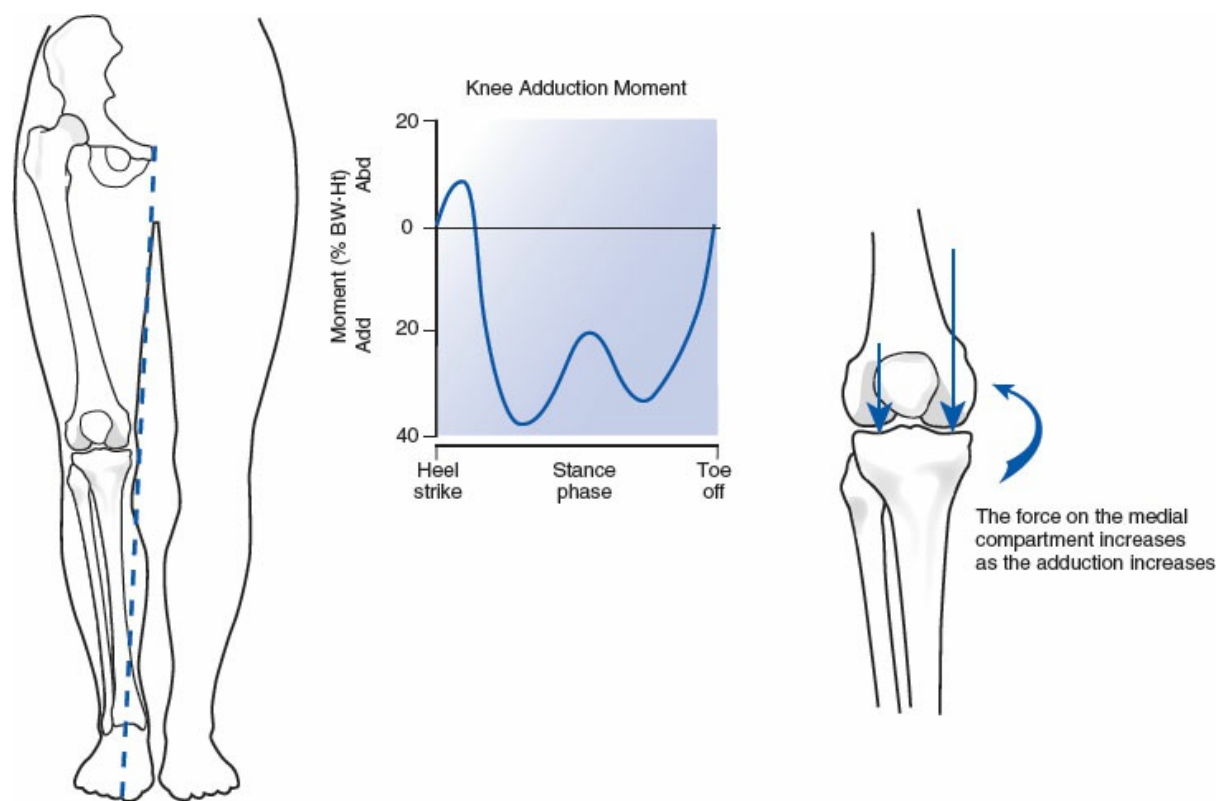 Knee Adduction Moment
Moment (% BW-Ht)
Add Abd
20
0
20
40
Heel
strike
Stance
phase
Toe
off
The force on the medial
compartment increases
as the adduction increases